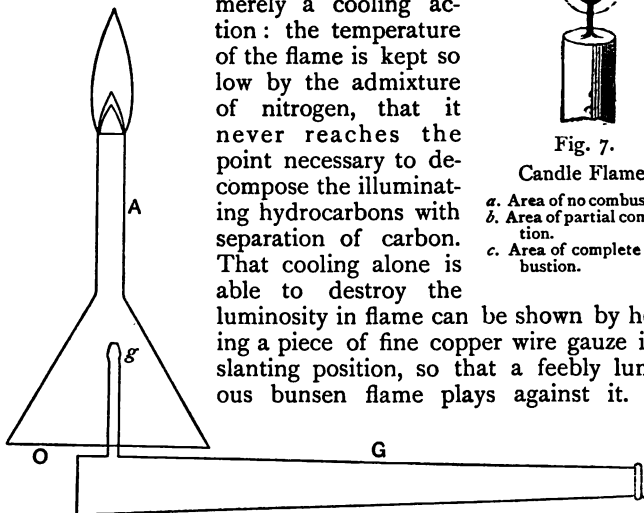 merely a cooling ac-
tion : the temperature
of the flame is kept so
low by the admixture
of nitrogen, that it
never reaches the
point necessary to de-
compose the illuminat-
ing hydrocarbons with
separation of carbon.
That cooling alone is
able to destroy the
luminosity in flame can be shown by
ing a piece of fine copper wire gauze
slanting position, so that a feebly
ous bunsen flame plays against it.
Fig. 7.
Candle Flame
a. Area of no
b. Area of partial
tion.
c. Area of complete
bustion.
A
g
O
G